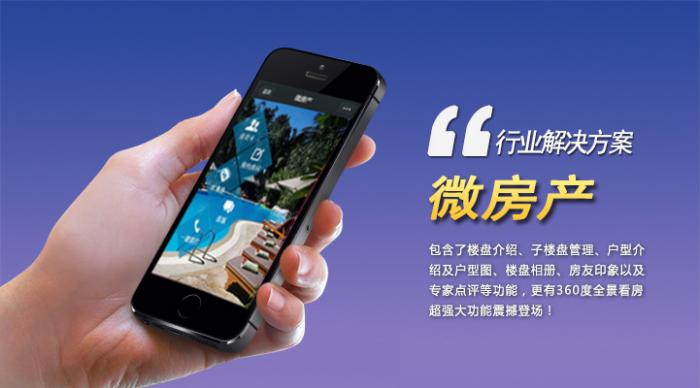 微房产
行业解决方案
微房产
包含了楼盘介绍、子楼盘管理、户型介
绍及户型图、楼盘相册、房友印象以及
专家点评等功能，更有360度全景看房
超强大功能震撼登场！